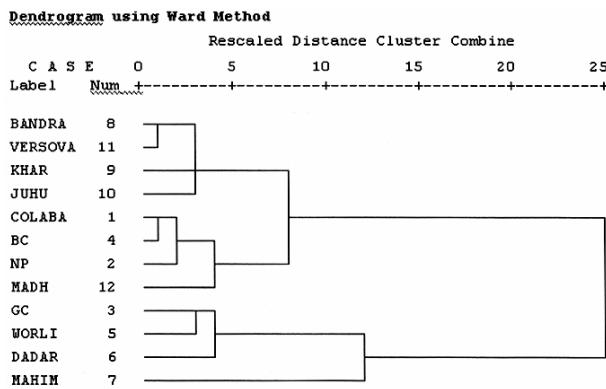 Dendrogram using Ward Method
Rescaled Distance Cluster Combine
C A S E 0 5 10 15 20 25
Label Num +---------+---------+---------+---------+---------+
BANDRA 8
VERSOVA 11
KHAR 9
JUHU 10
COLABA 1
BC 4
NP 2
MADH 12
GC 3
WORLI 5
DADAR 6
MAHIM 7